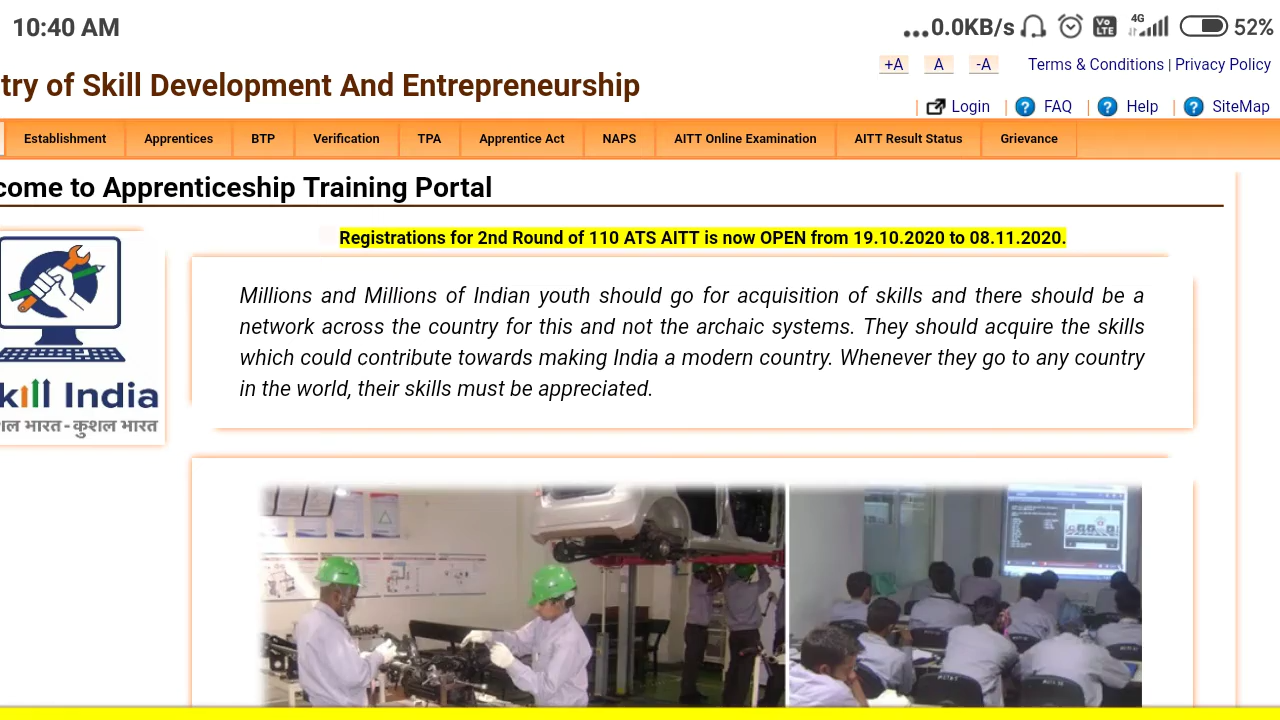 10:40 AM
...0.0KB/s
Vo LTE
4G
52%
+A A -A Terms & Conditions | Privacy Policy
try of Skill Development And Entrepreneurship
| Login | ? FAQ | ? Help | ? SiteMap
Establishment Apprentices BTP Verification TPA Apprentice Act NAPS AITT Online Examination AITT Result Status Grievance
come to Apprenticeship Training Portal
Registrations for 2nd Round of 110 ATS AITT is now OPEN from 19.10.2020 to 08.11.2020.
Millions and Millions of Indian youth should go for acquisition of skills and there should be a
network across the country for this and not the archaic systems. They should acquire the skills
which could contribute towards making India a modern country. Whenever they go to any country
in the world, their skills must be appreciated.
kill India
ल भारत - कुशल भारत